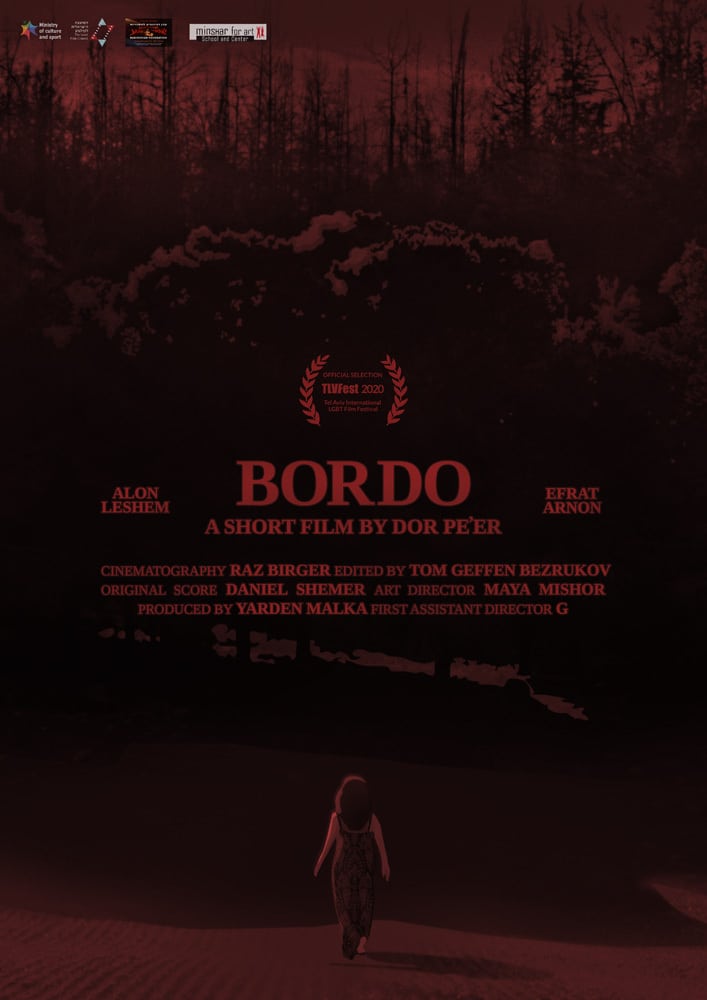 Ministry
of culture
and sport
minshar for art
School and Center
OFFICIAL SELECTION
TLVFest 2020
Tel Aviv International
LGBT Film Festival
BORDO
ALON
LESHEM
EFRAT
ARNON
A SHORT FILM BY DOR PE'ER
CINEMATOGRAPHY RAZ BIRGER EDITED BY TOM GEFFEN BEZRUKOV
ORIGINAL SCORE DANIEL SHEMER ART DIRECTOR MAYA MISHOR
PRODUCED BY YARDEN MALKA FIRST ASSISTANT DIRECTOR G